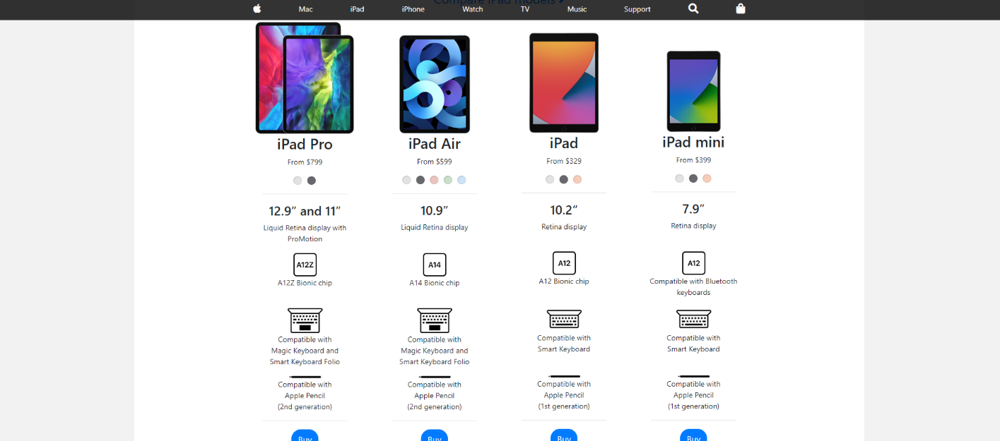 Compare iPad models
Mac iPad iPhone Watch TV Music Support
iPad Pro
From $799
12.9” and 11”
Liquid Retina display with
ProMotion
A12Z
A12Z Bionic chip
Compatible with
Magic Keyboard and
Smart Keyboard Folio
Compatible with
Apple Pencil
(2nd generation)
Buy
iPad Air
From $599
10.9”
Liquid Retina display
A14
A14 Bionic chip
Compatible with
Magic Keyboard and
Smart Keyboard Folio
Compatible with
Apple Pencil
(2nd generation)
Buy
iPad
From $329
10.2”
Retina display
A12
A12 Bionic chip
Compatible with
Smart Keyboard
Compatible with
Apple Pencil
(1st generation)
Buy
iPad mini
From $399
7.9”
Retina display
A12
Compatible with Bluetooth
keyboards
Compatible with
Smart Keyboard
Compatible with
Apple Pencil
(1st generation)
Buy